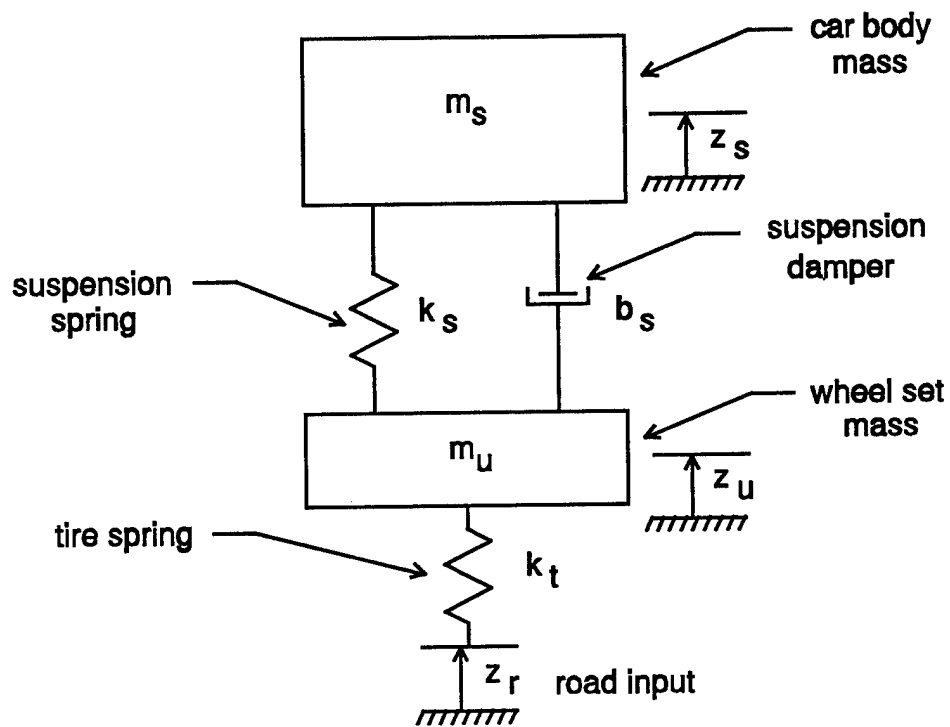 car body
mass
m_s
z_s
suspension
damper
suspension
spring
k_s
b_s
wheel set
mass
m_u
z_u
tire spring
k_t
z_r road input